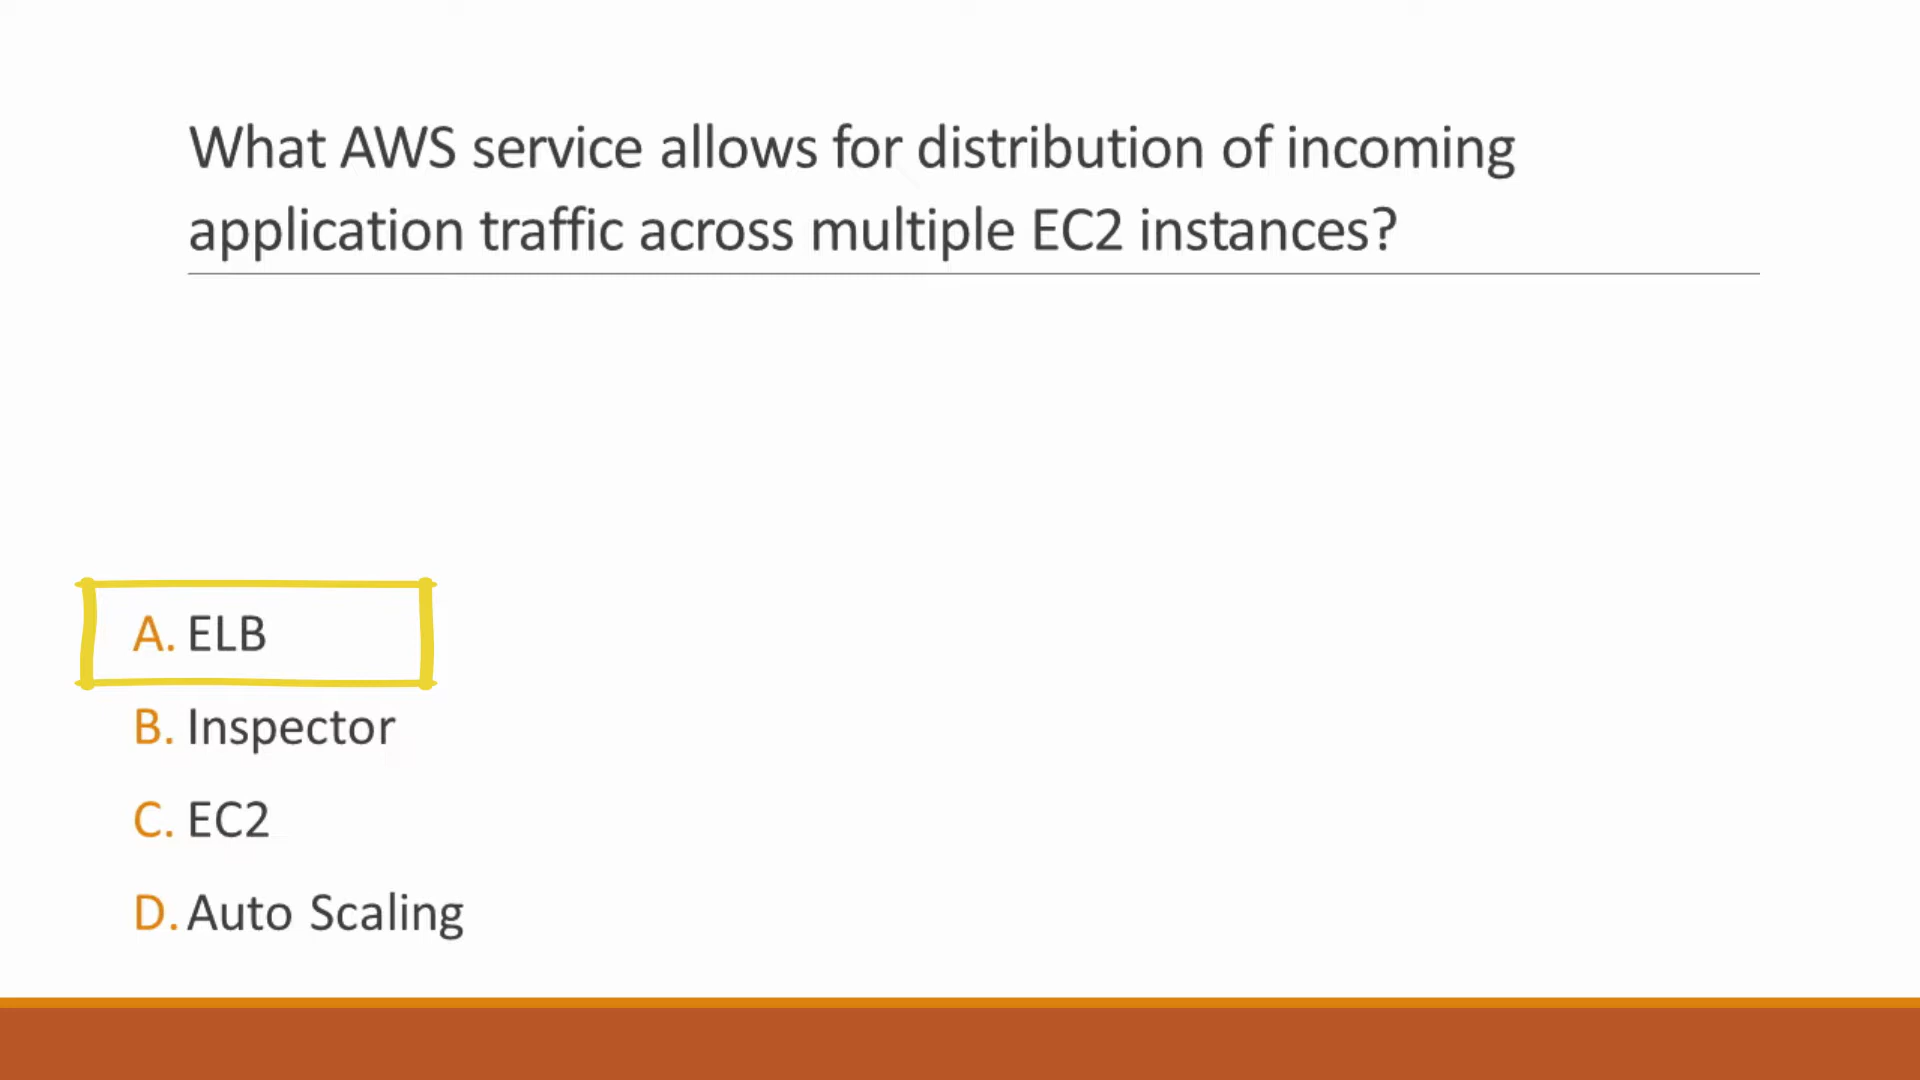 What AWS service allows for distribution of incoming
application traffic across multiple EC2 instances?
A. ELB
B. Inspector
C. EC2
D. Auto Scaling